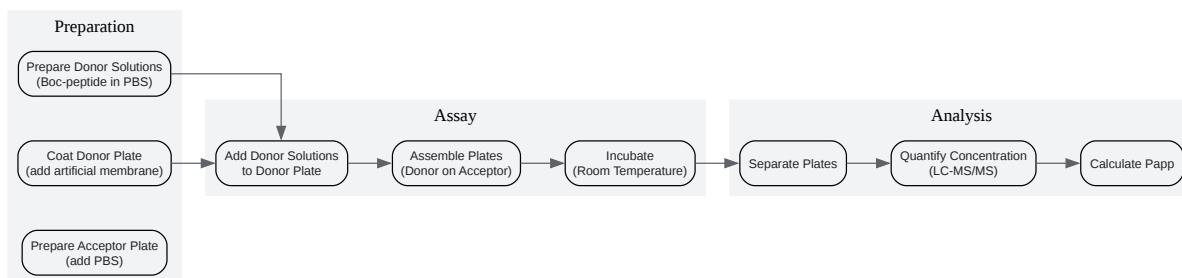 Preparation
Prepare Donor Solutions
(Boc-peptide in PBS)
Coat Donor Plate
(add artificial membrane)
Prepare Acceptor Plate
(add PBS)
Assay
Add Donor Solutions
to Donor Plate
Assemble Plates
(Donor on Acceptor)
Incubate
(Room Temperature)
Analysis
Separate Plates
Quantify Concentration
(LC-MS/MS)
Calculate Papp